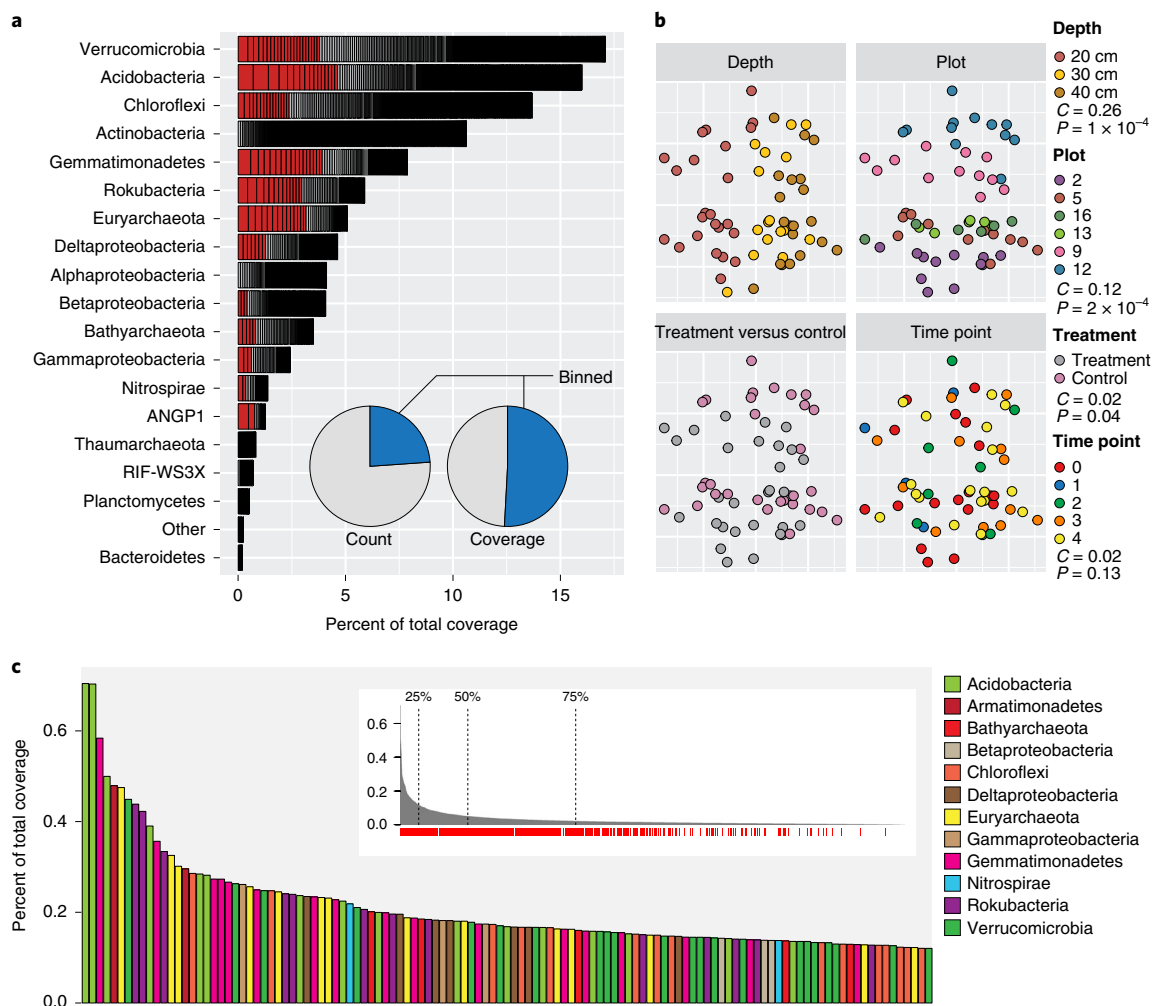 a
Verrucomicrobia
Acidobacteria
Chloroflexi
Actinobacteria
Gemmatimonadetes
Rokubacteria
Euryarchaeota
Deltaproteobacteria
Alphaproteobacteria
Betaproteobacteria
Bathyarchaeota
Gammaproteobacteria
Nitrospirae
ANGP1
Thaumarchaeota
RIF-WS3X
Planctomycetes
Other
Bacteroidetes
Binned
Count
Coverage
0
5
10
15
Percent of total coverage
b
Depth
Plot
Treatment versus control
Time point
Depth
20 cm
30 cm
40 cm
C = 0.26
P = 1 × 10⁻⁴
Plot
2
5
16
13
9
12
C = 0.12
P = 2 × 10⁻⁴
Treatment
Treatment
Control
C = 0.02
P = 0.04
Time point
0
1
2
3
4
C = 0.02
P = 0.13
c
Percent of total coverage
0.6
0.4
0.2
0.0
25%
50%
75%
0.6
0.4
0.2
0.0
Acidobacteria
Armatimonadetes
Bathyarchaeota
Betaproteobacteria
Chloroflexi
Deltaproteobacteria
Euryarchaeota
Gammaproteobacteria
Gemmatimonadetes
Nitrospirae
Rokubacteria
Verrucomicrobia